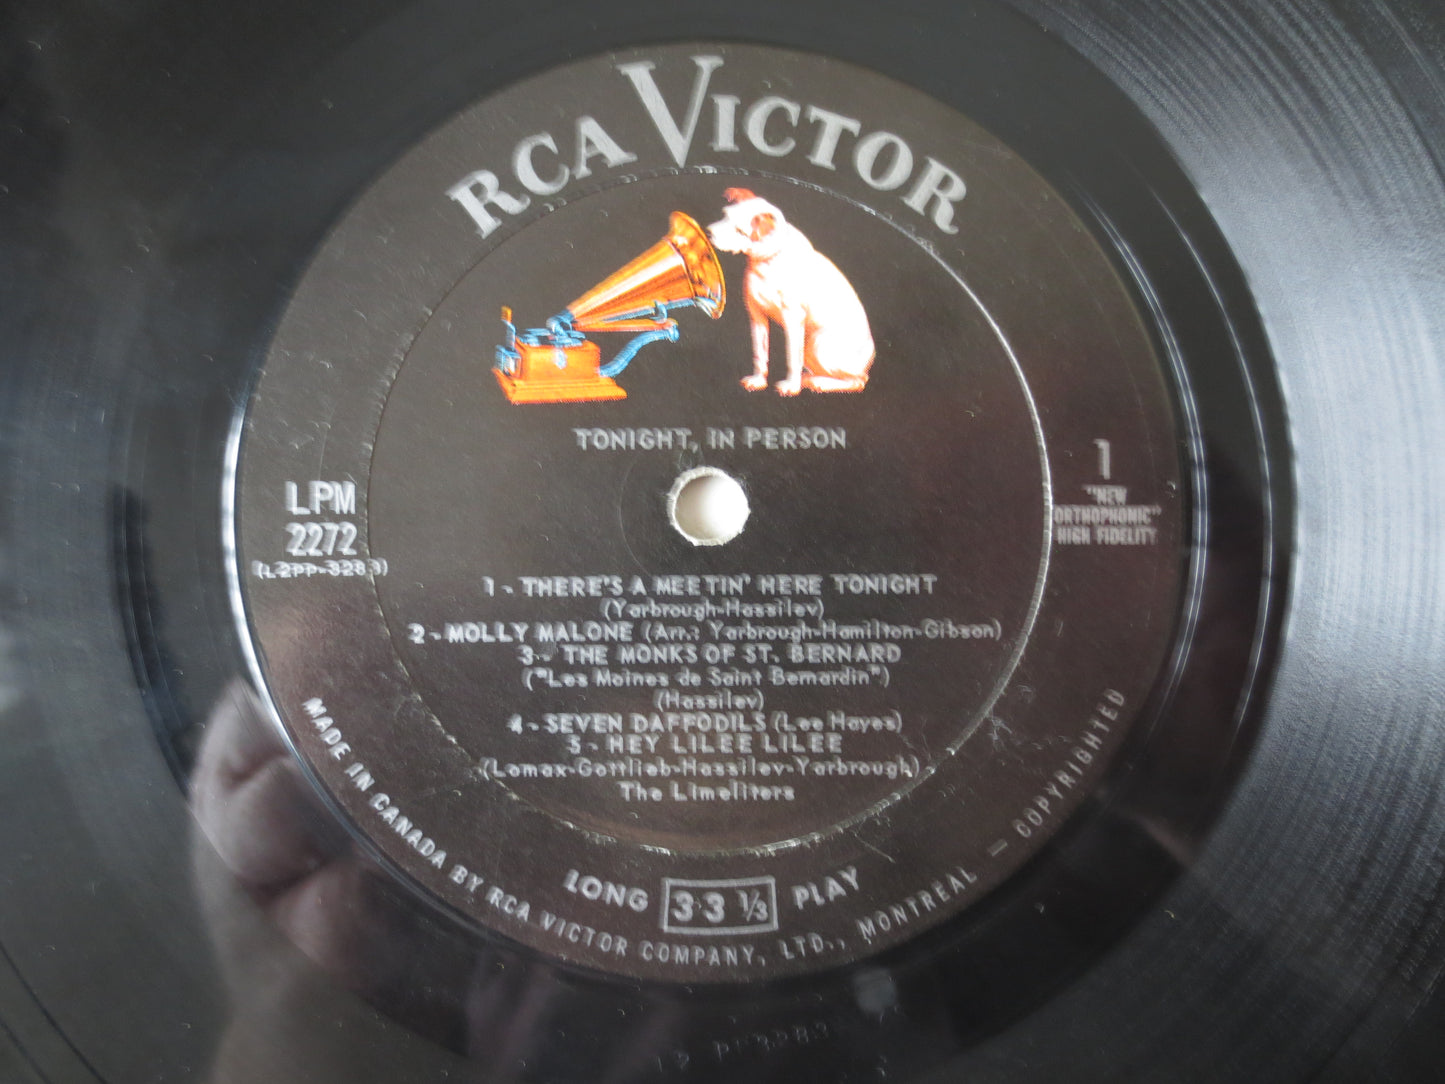 RCA VICTOR
TONIGHT, IN PERSON
LPM
2272
1
"NEW
ORTHOPHONIC"
HIGH FIDELITY
1 - THERE'S A MEETIN' HERE TONIGHT
(Yarbrough-Hassilev)
2 - MOLLY MALONE (Arr.: Yarbrough-Hamilton-Gibson)
3 - THE MONKS OF ST. BERNARD
("Les Moines de Saint Bernardin")
(Hassilev)
4 - SEVEN DAFFODILS (Lee Hayes)
5 - HEY LILEE LILEE
(Lomax-Gottlieb-Hassilev-Yarbrough)
The Limeliters
LONG 33 1/3 PLAY
MADE IN CANADA BY RCA VICTOR COMPANY, LTD., MONTREAL — COPYRIGHTED